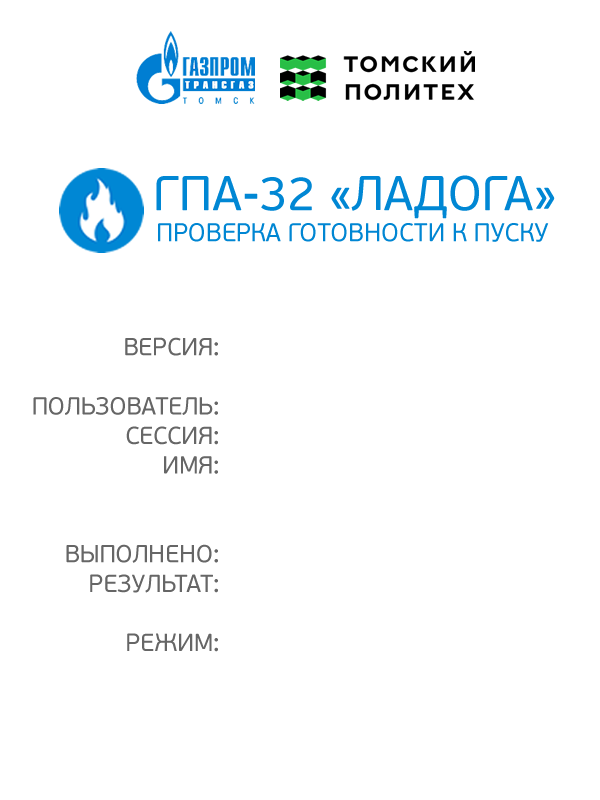 ГАЗПРОМ
ТРАНСГАЗ
ТОМСК
ТОМСКИЙ
ПОЛИТЕХ
ГПА-32 «ЛАДОГА»
ПРОВЕРКА ГОТОВНОСТИ К ПУСКУ
ВЕРСИЯ:
ПОЛЬЗОВАТЕЛЬ:
СЕССИЯ:
ИМЯ:
ВЫПОЛНЕНО:
РЕЗУЛЬТАТ:
РЕЖИМ: